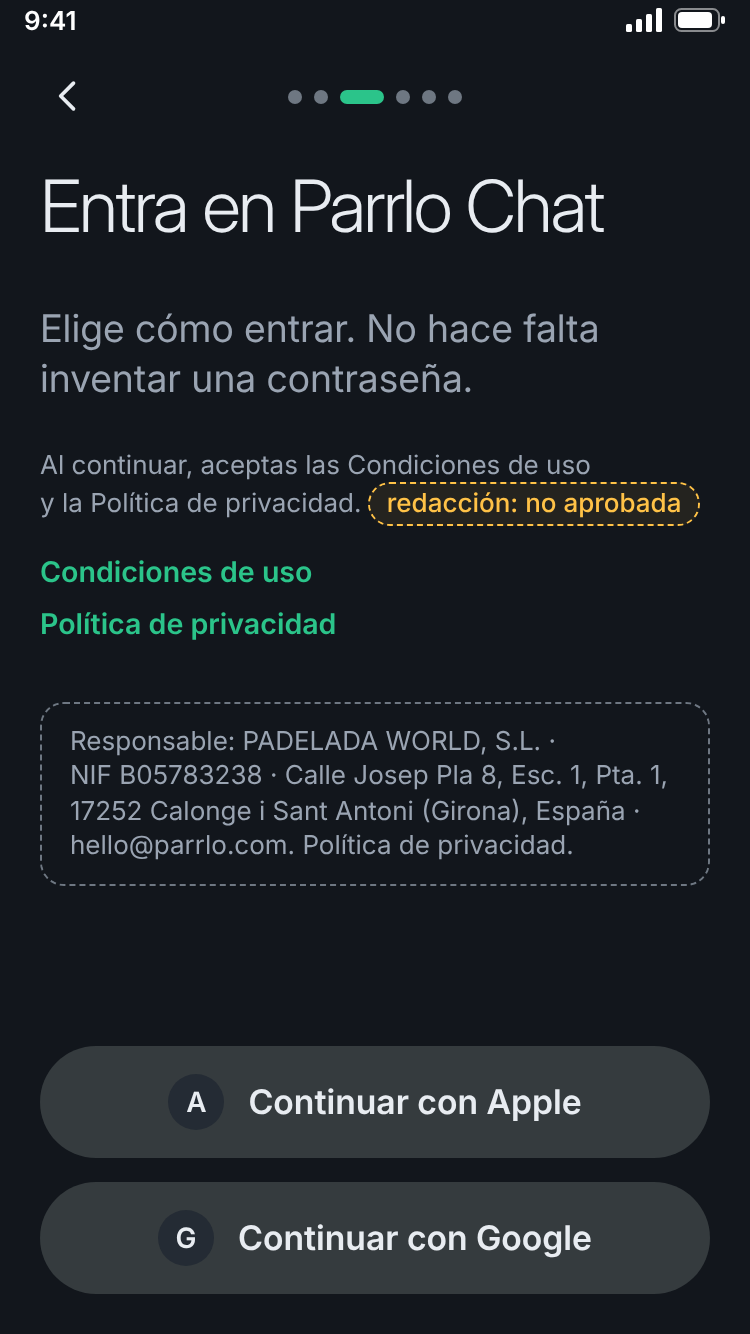 9:41
Entra en Parrlo Chat
Elige cómo entrar. No hace falta
inventar una contraseña.
Al continuar, aceptas las Condiciones de uso
y la Política de privacidad. redacción: no aprobada
Condiciones de uso
Política de privacidad
Responsable: PADELADA WORLD, S.L. ·
NIF B05783238 · Calle Josep Pla 8, Esc. 1, Pta. 1,
17252 Calonge i Sant Antoni (Girona), España ·
hello@parrlo.com. Política de privacidad.
A Continuar con Apple
G Continuar con Google